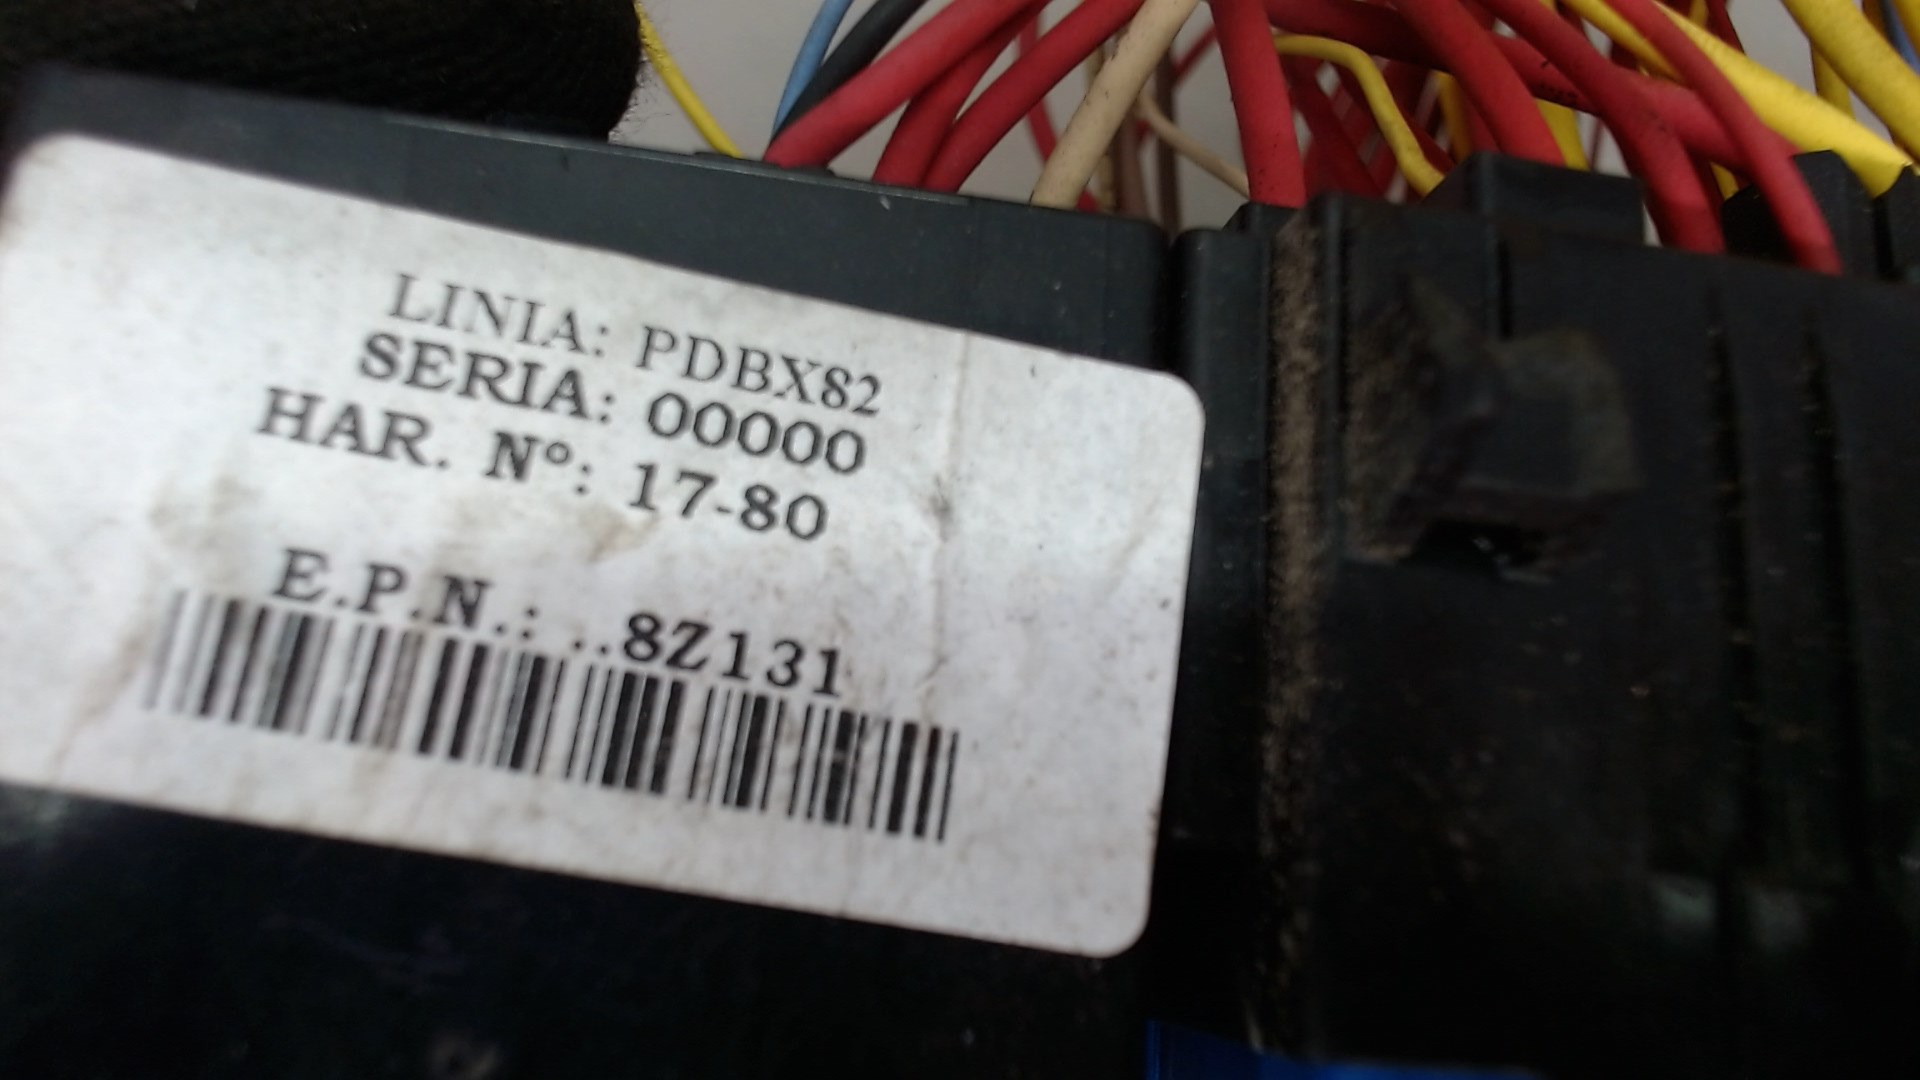 LINIA: PDBX82
SERIA: 00000
HAR. Nº: 17-80
E.P.N.: ..8Z131